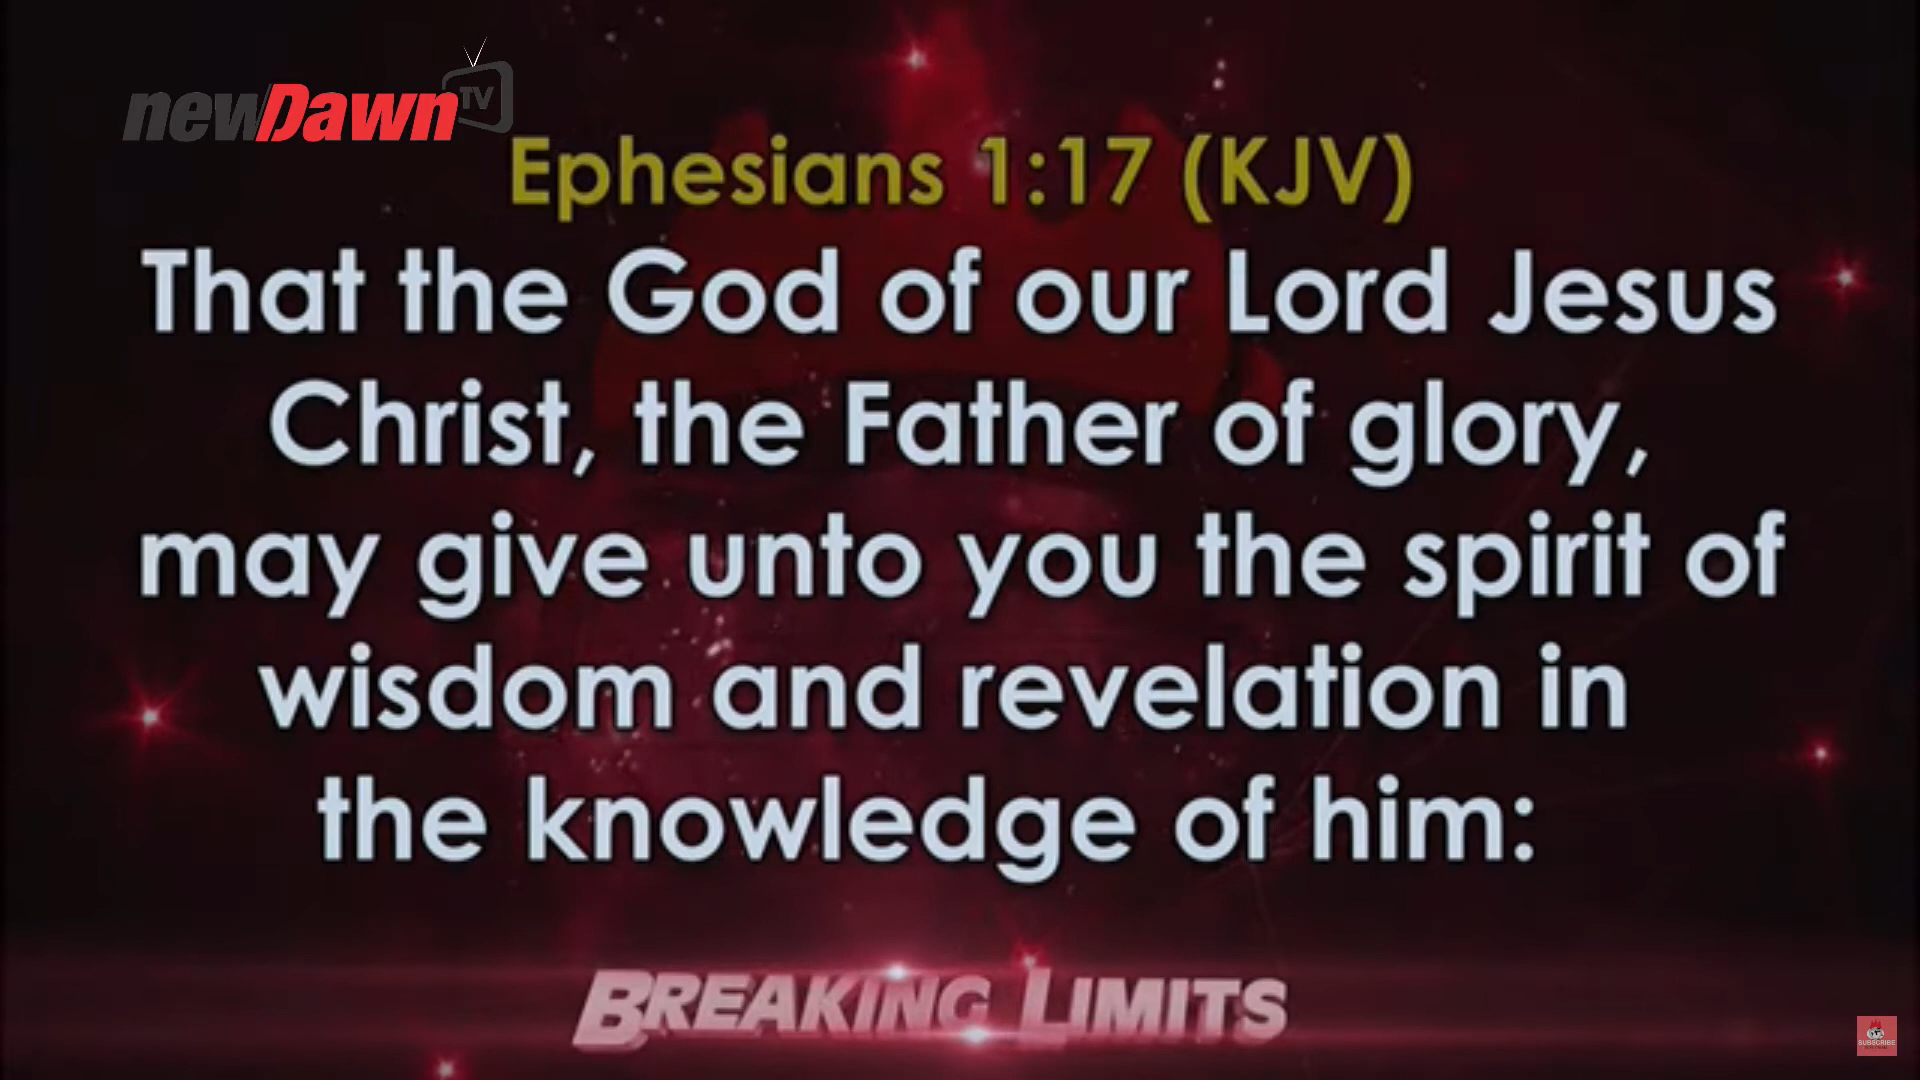 newDawn TV
Ephesians 1:17 (KJV)
That the God of our Lord Jesus
Christ, the Father of glory,
may give unto you the spirit of
wisdom and revelation in
the knowledge of him:
BREAKING LIMITS
SUBSCRIBE